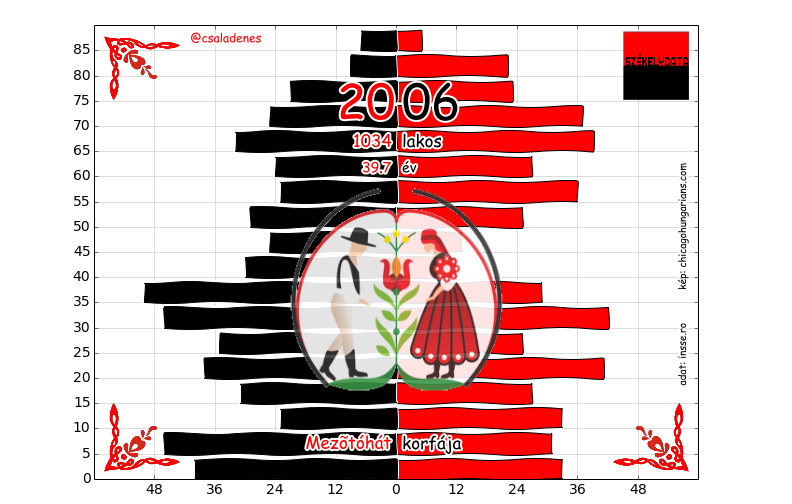 @csaladenes
SZÉKELYDATA
2006
1034 lakos
39.7 év
kép: chicagohungarians.com
adat: insse.ro
Mezőtóhát korfája
85
80
75
70
65
60
55
50
45
40
35
30
25
20
15
10
5
0
48 36 24 12 0 12 24 36 48